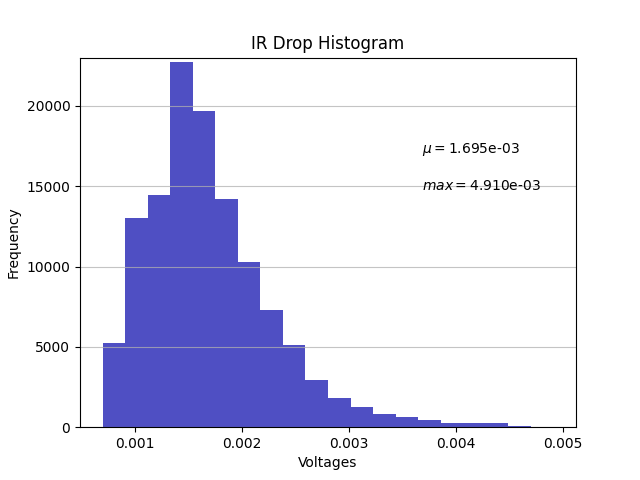 IR Drop Histogram
20000
15000
10000
5000
0
Frequency
μ = 1.695e-03
max = 4.910e-03
0.001 0.002 0.003 0.004 0.005
Voltages